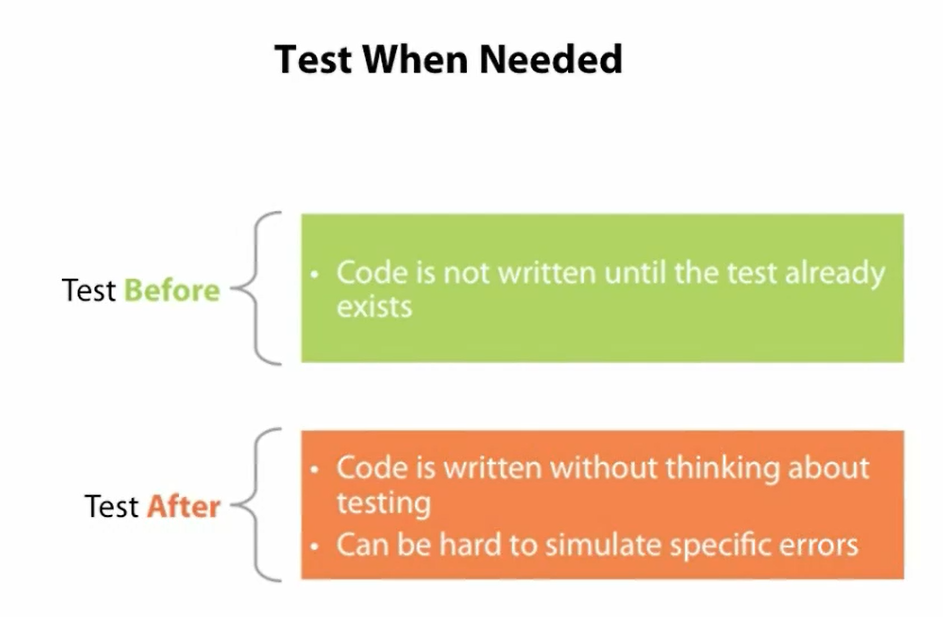 Test When Needed
Test Before
• Code is not written until the test already
exists
Test After
• Code is written without thinking about
testing
• Can be hard to simulate specific errors